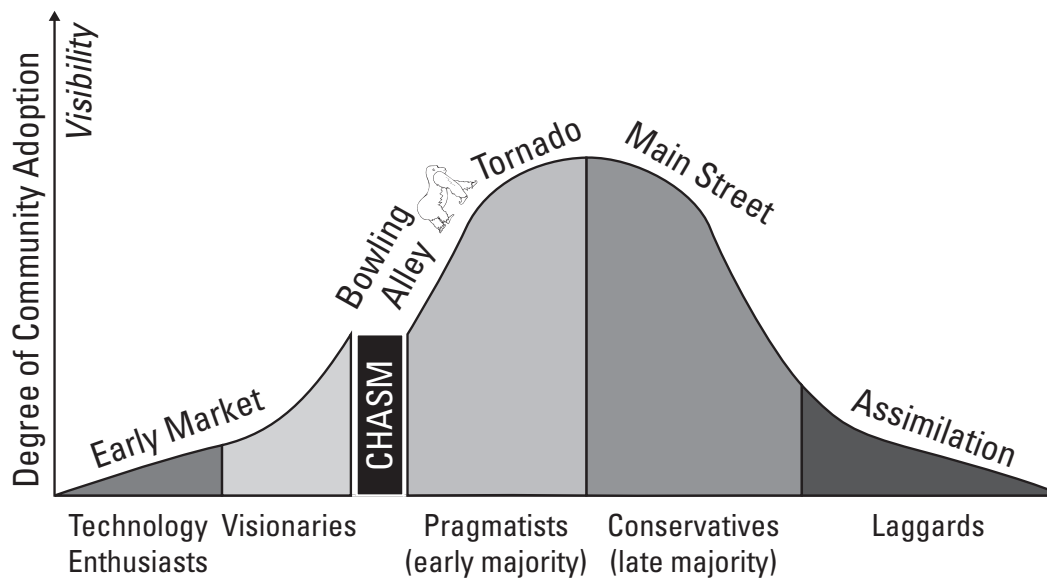 Degree of Community Adoption
Visibility
Early Market
Bowling
Alley
Tornado
Main Street
Assimilation
CHASM
Technology
Enthusiasts
Visionaries
Pragmatists
(early majority)
Conservatives
(late majority)
Laggards